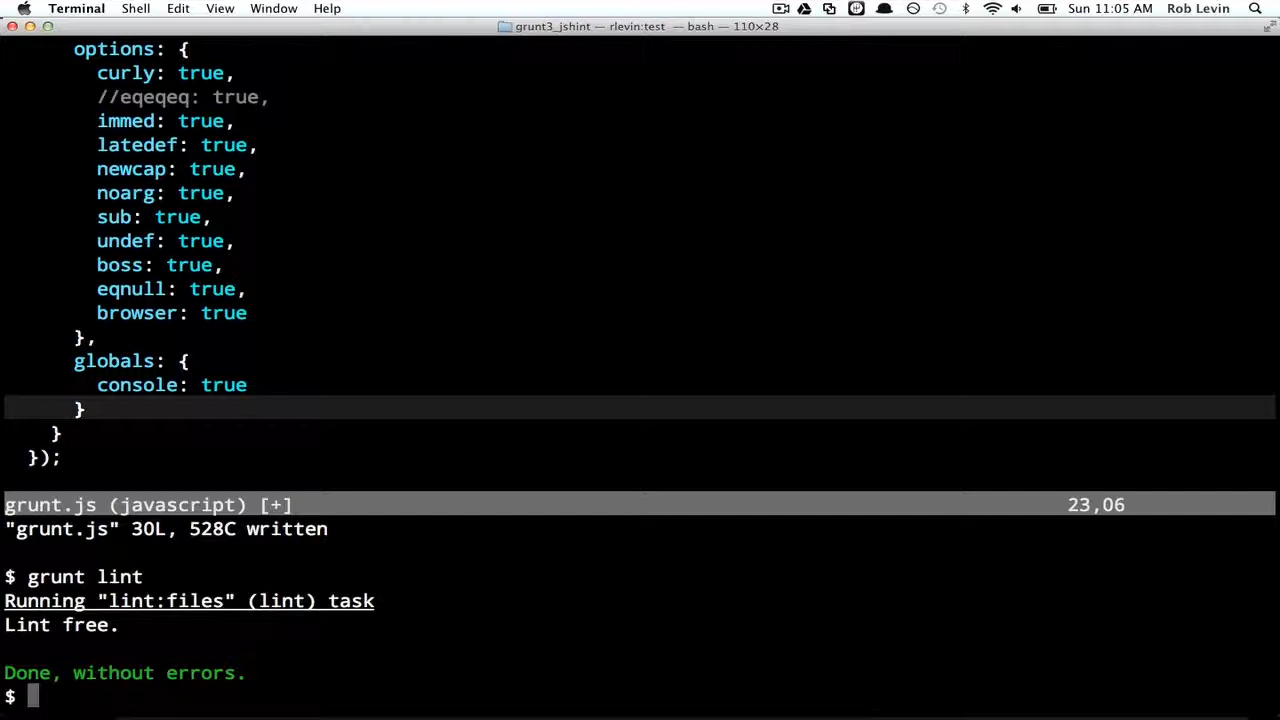 Terminal Shell Edit View Window Help Sun 11:05 AM Rob Levin
grunt3_jshint — rlevin:test — bash — 110×28
options: {
curly: true,
//eqeqeq: true,
immed: true,
latedef: true,
newcap: true,
noarg: true,
sub: true,
undef: true,
boss: true,
eqnull: true,
browser: true
},
globals: {
console: true
}
}
});
grunt.js (javascript) [+] 23,06
"grunt.js" 30L, 528C written
$ grunt lint
Running "lint:files" (lint) task
Lint free.
Done, without errors.
$